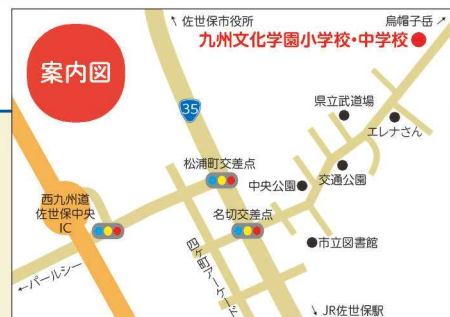 佐世保市役所
烏帽子岳
九州文化学園小学校・中学校
案内図
35
県立武道場
エレナさん
松浦町交差点
中央公園
交通公園
西九州道
佐世保中央
IC
名切交差点
四ヶ町アーケード
市立図書館
←パールシー
JR佐世保駅